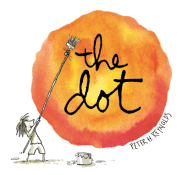 the
dot
PETER H. REYNOLDS